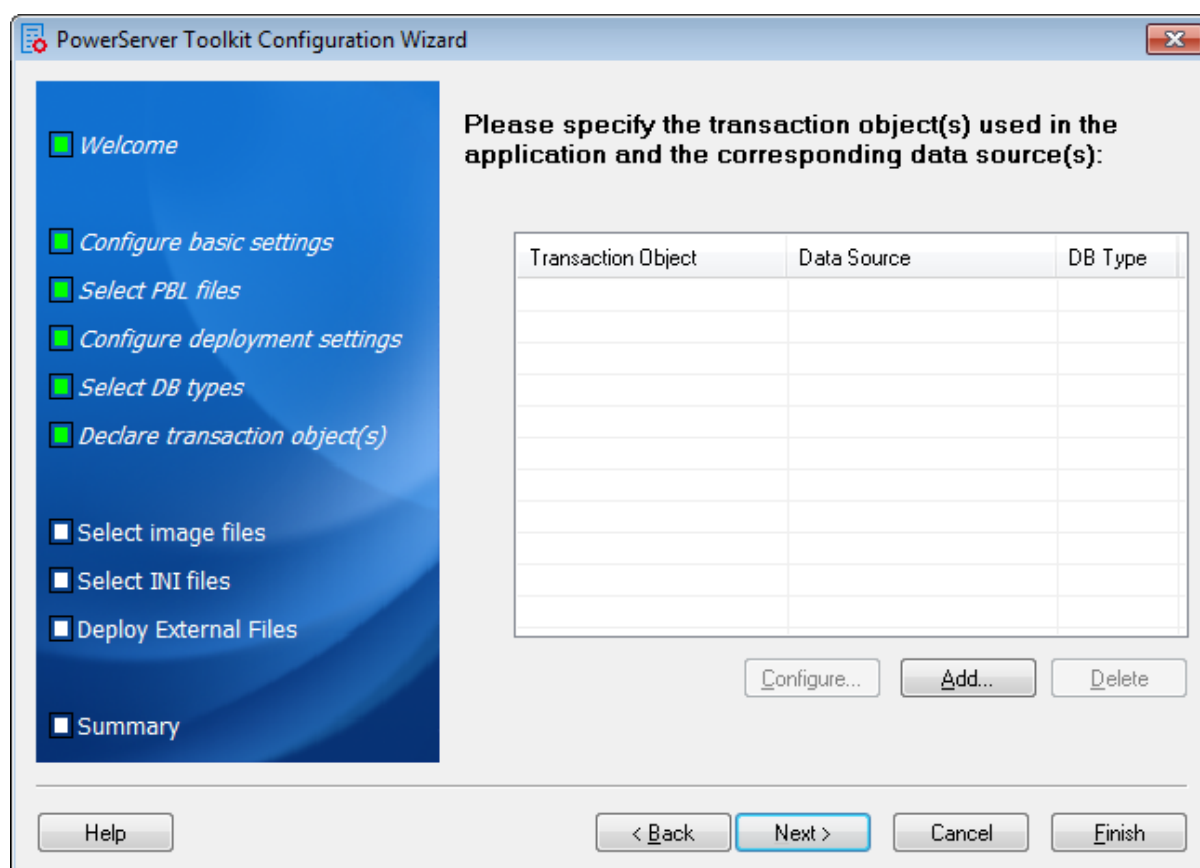 PowerServer Toolkit Configuration Wizard
Welcome
Configure basic settings
Select PBL files
Configure deployment settings
Select DB types
Declare transaction object(s)
Select image files
Select INI files
Deploy External Files
Summary
Please specify the transaction object(s) used in the
application and the corresponding data source(s):
Transaction Object Data Source DB Type
Configure... Add... Delete
Help < Back Next > Cancel Finish